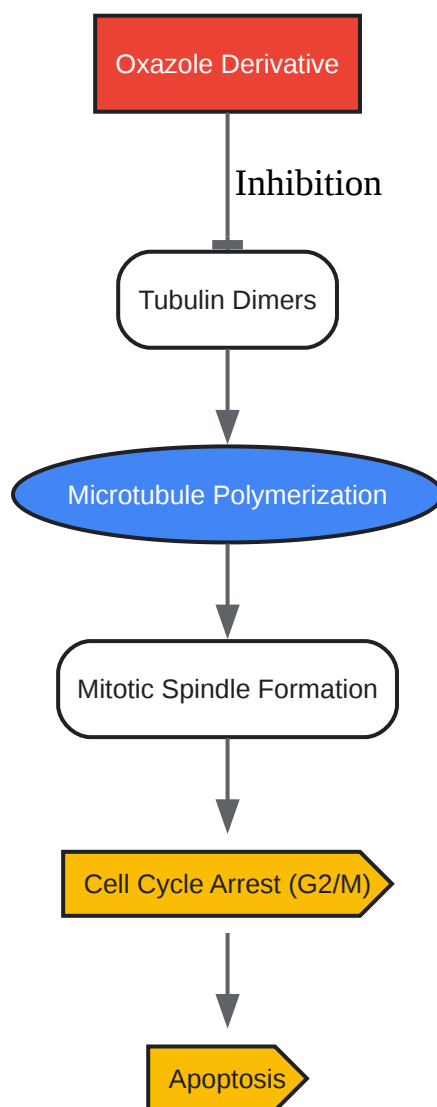 Oxazole Derivative
Inhibition
Tubulin Dimers
Microtubule Polymerization
Mitotic Spindle Formation
Cell Cycle Arrest (G2/M)
Apoptosis